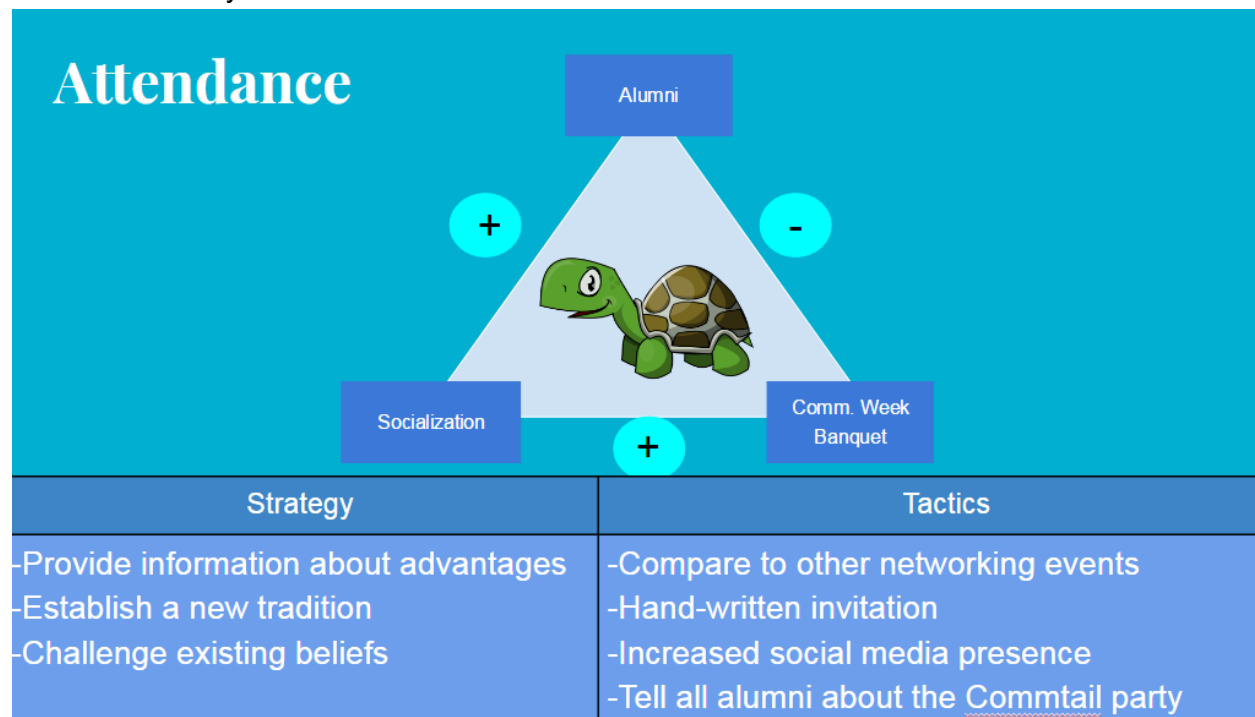 Attendance
Alumni
+
-
Socialization
Comm. Week
Banquet
+
Strategy
Tactics
-Provide information about advantages
-Establish a new tradition
-Challenge existing beliefs
-Compare to other networking events
-Hand-written invitation
-Increased social media presence
-Tell all alumni about the Commtail party